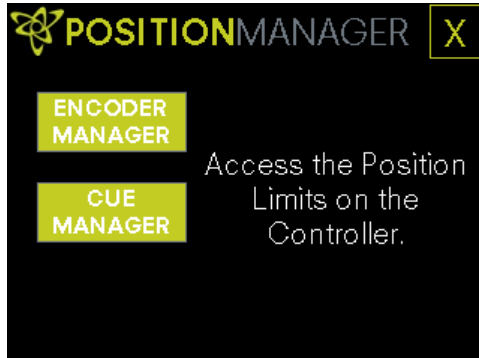 POSITIONMANAGER X
ENCODER
MANAGER
CUE
MANAGER
Access the Position
Limits on the
Controller.